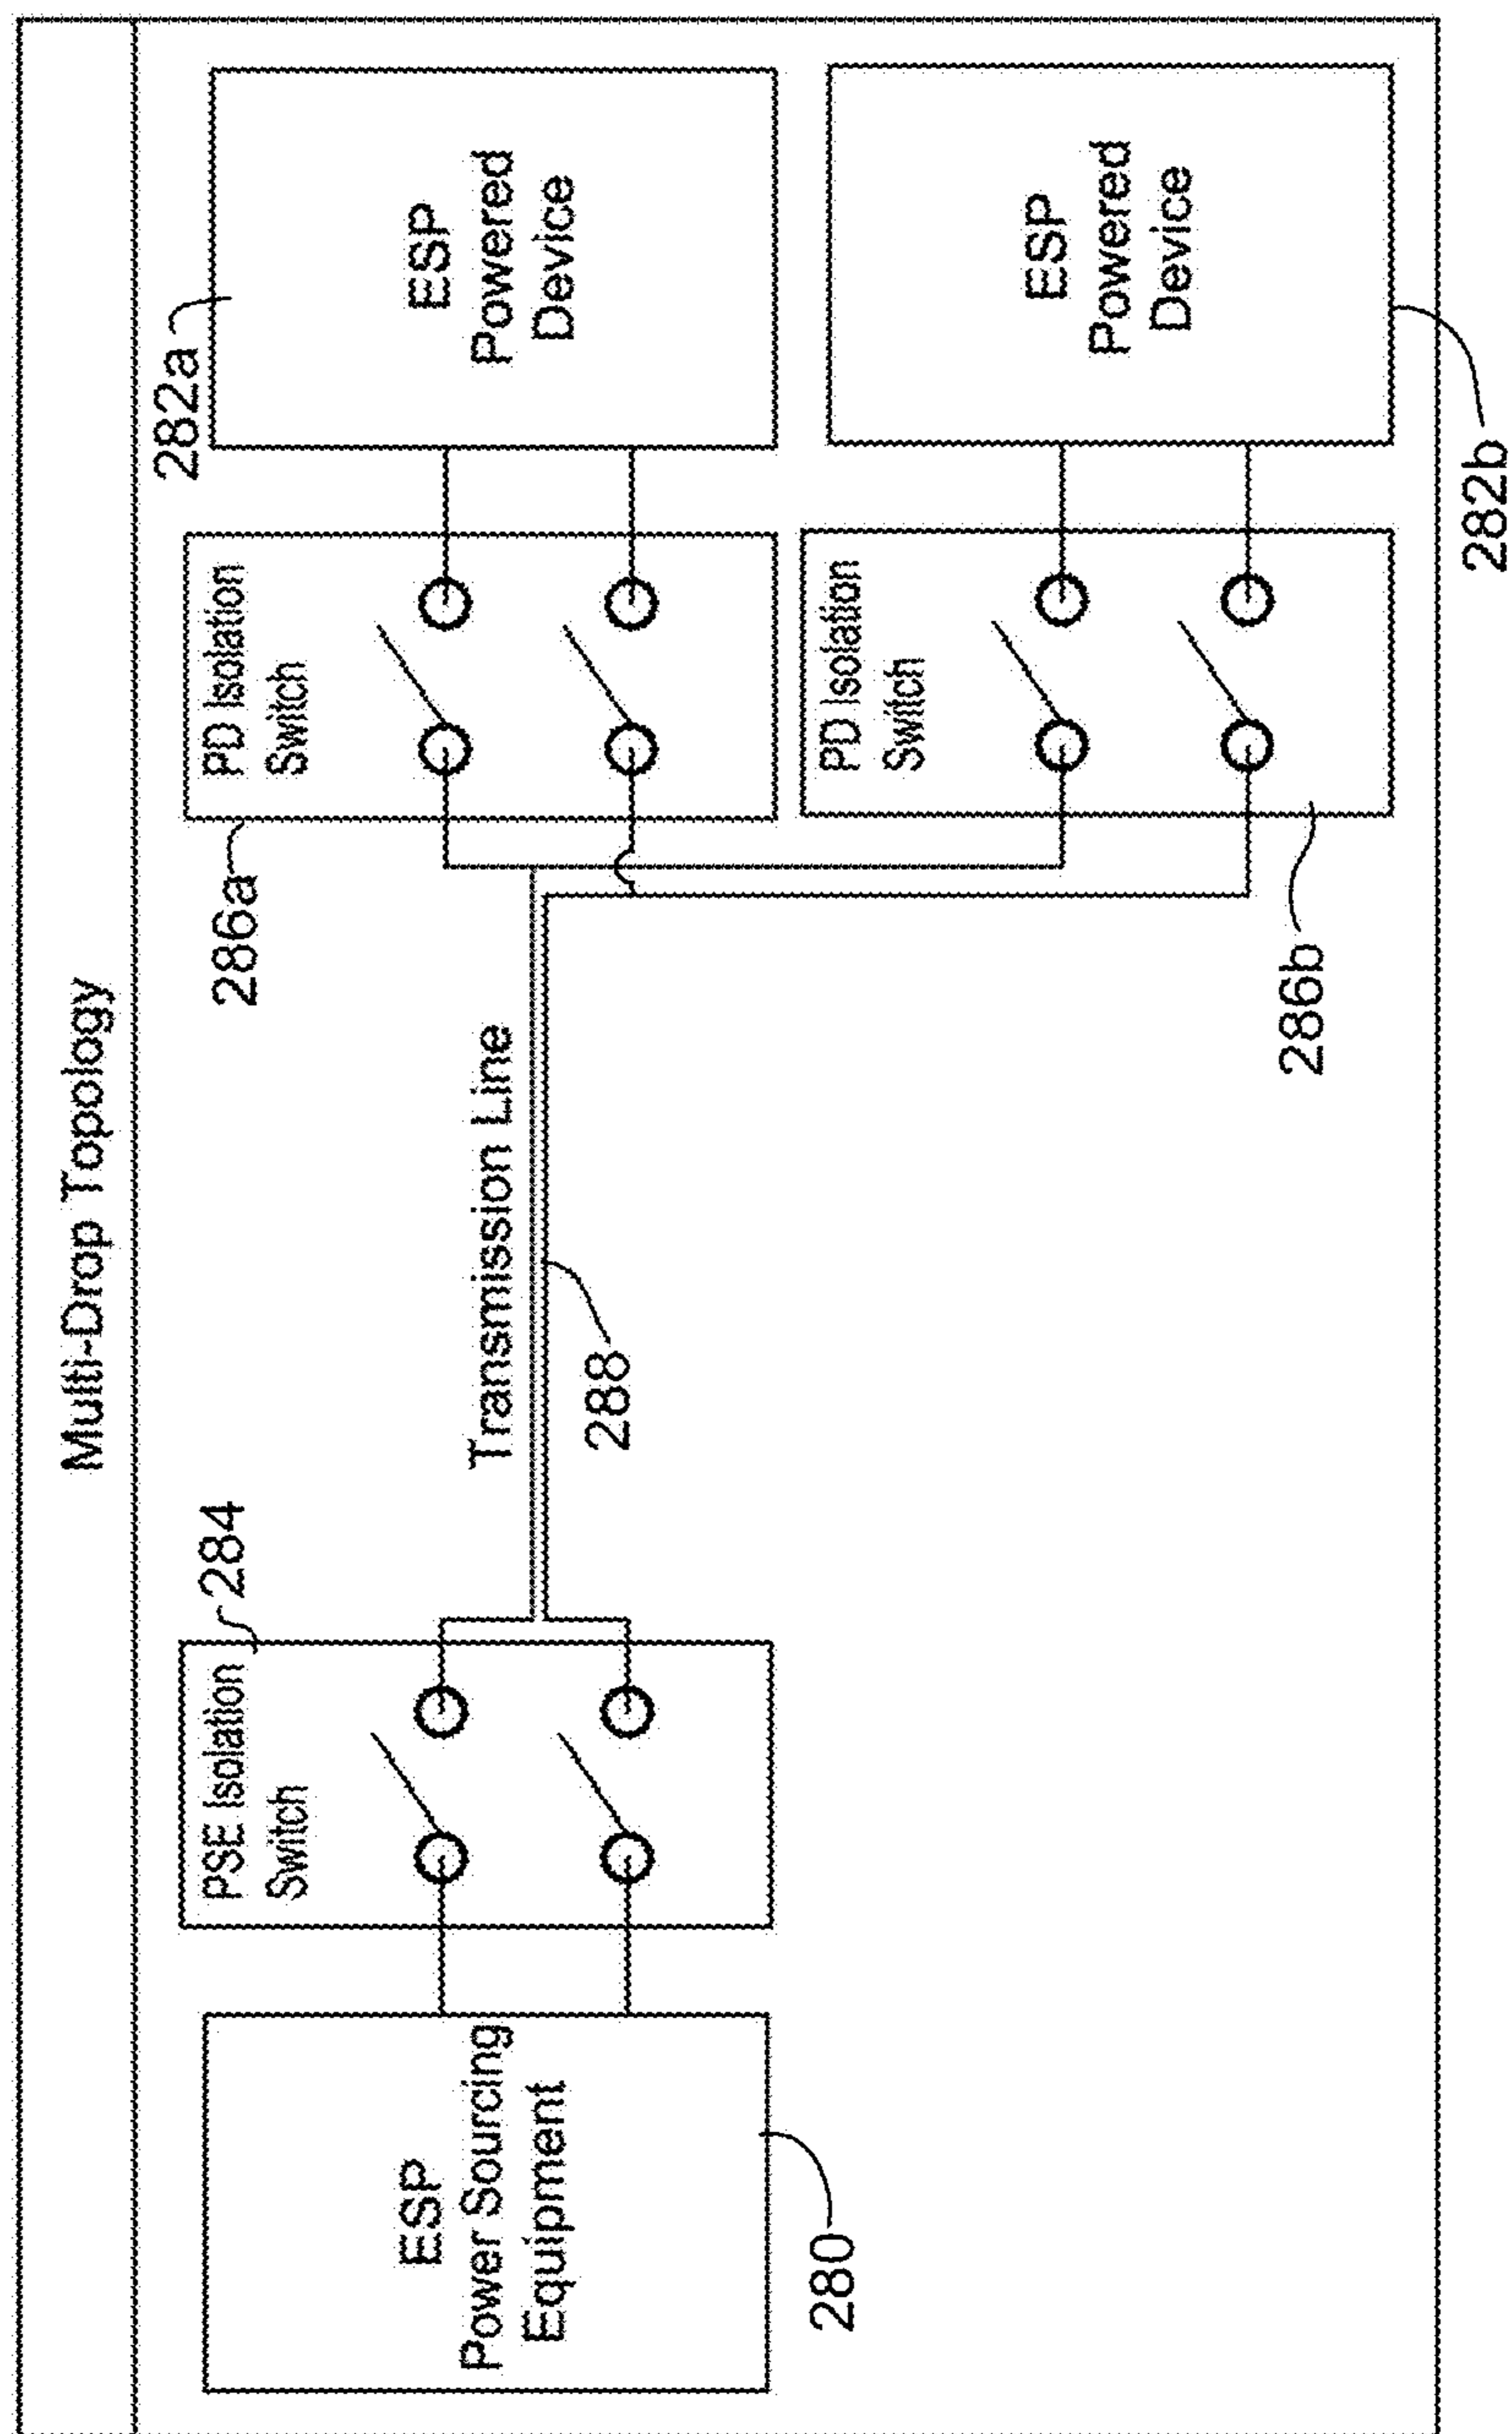 Multi-Drop Topology
ESP
Power Sourcing
Equipment
280
PSE Isolation
Switch
284
Transmission Line
288
286a
PD Isolation
Switch
282a
ESP
Powered
Device
286b
PD Isolation
Switch
ESP
Powered
Device
282b